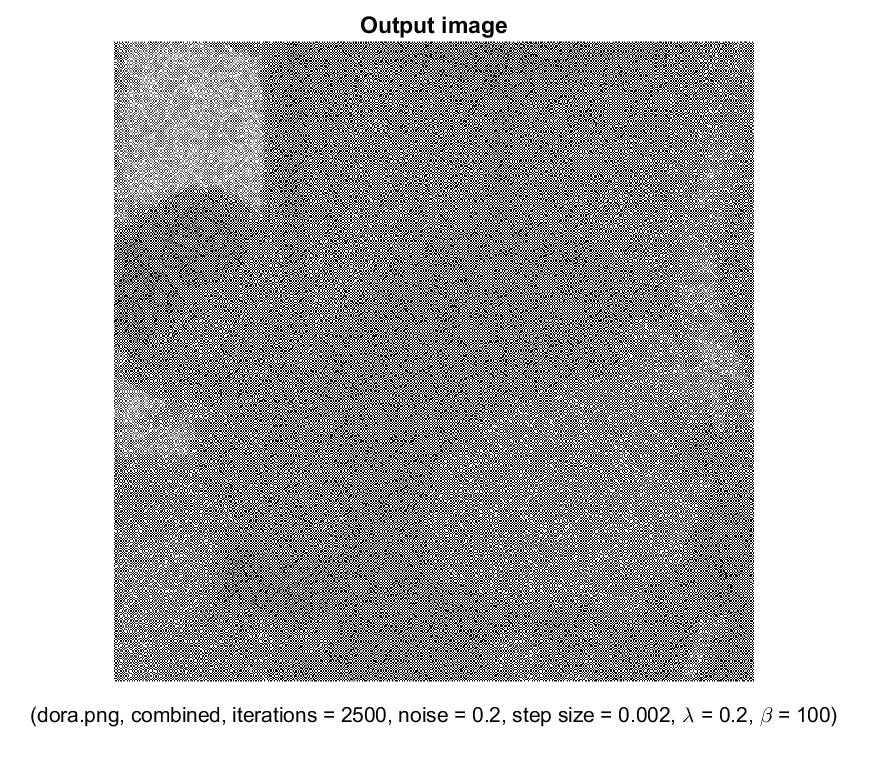 Output image
(dora.png, combined, iterations = 2500, noise = 0.2, step size = 0.002, λ = 0.2, β = 100)